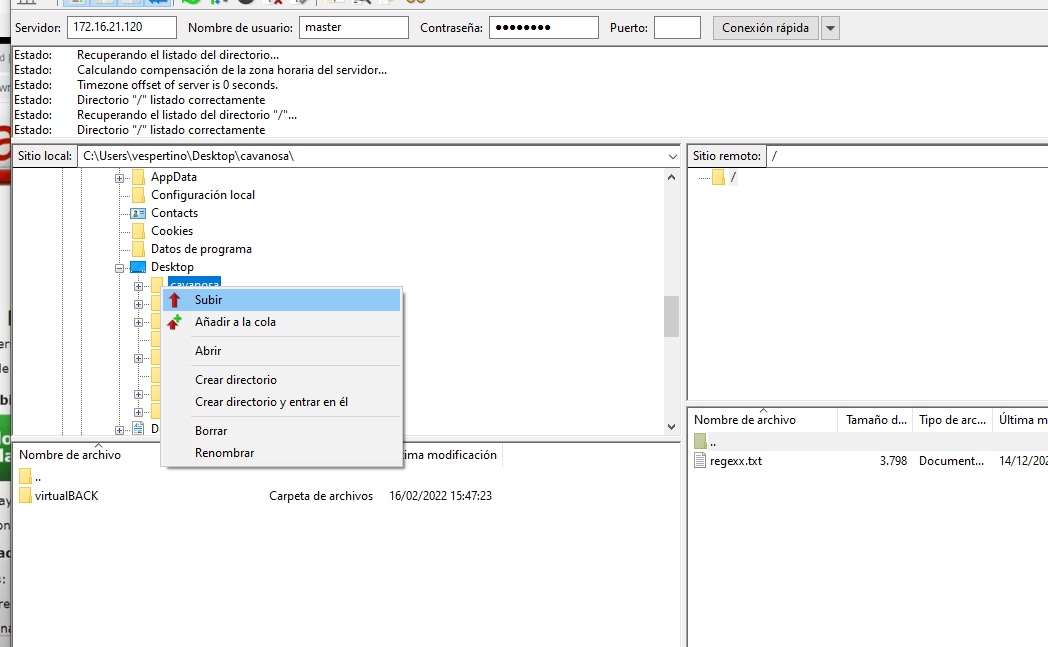 Servidor: 172.16.21.120 Nombre de usuario: master Contraseña: ●●●●●●●● Puerto: Conexión rápida
Estado: Recuperando el listado del directorio...
Estado: Calculando compensación de la zona horaria del servidor...
Estado: Timezone offset of server is 0 seconds.
Estado: Directorio "/" listado correctamente
Estado: Recuperando el listado del directorio "/"...
Estado: Directorio "/" listado correctamente
Sitio local: C:\Users\vespertino\Desktop\cavanosa\
AppData
Configuración local
Contacts
Cookies
Datos de programa
Desktop
cavanosa
Subir
Añadir a la cola
Abrir
Crear directorio
Crear directorio y entrar en él
Borrar
Renombrar
Nombre de archivo modificación
..
virtualBACK Carpeta de archivos 16/02/2022 15:47:23
Sitio remoto: /
/
Nombre de archivo Tamaño d... Tipo de arc... Última m
..
regexx.txt 3.798 Document... 14/12/202